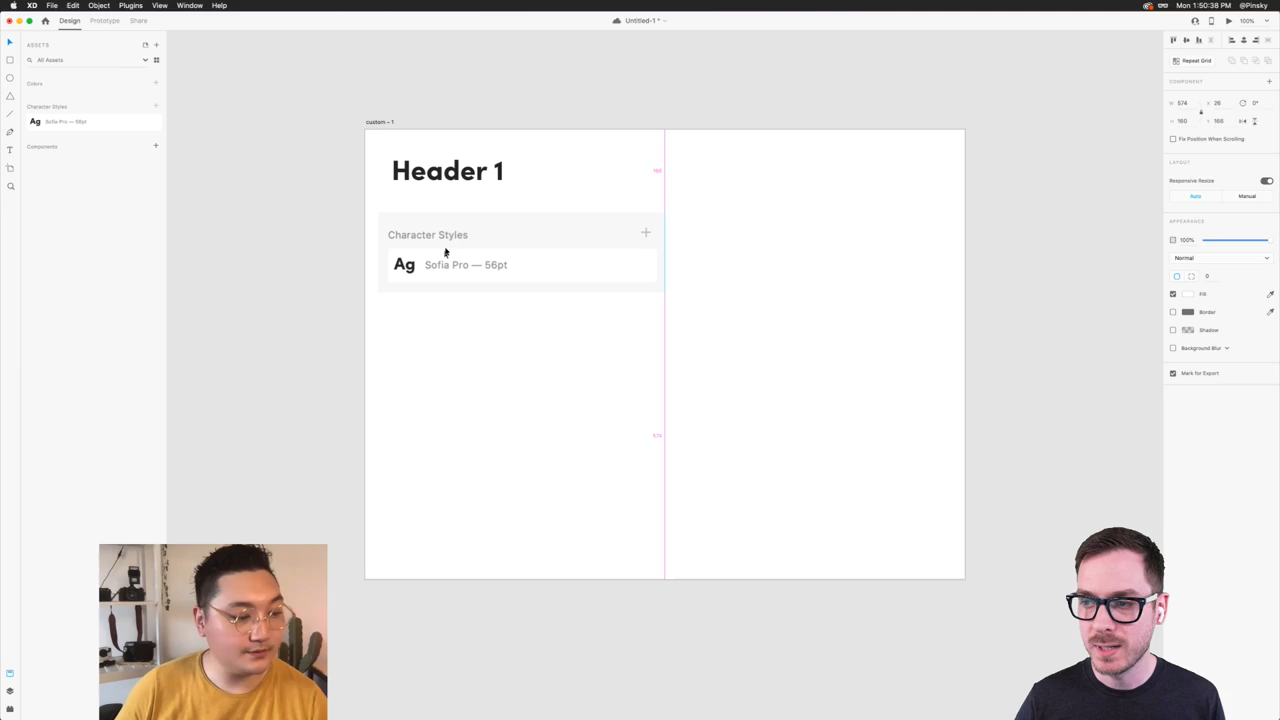 XD File Edit Object Plugins View Window Help
Mon 1:50:38 PM @Pinsky
Design Prototype Share
Untitled-1 *
100%
ASSETS
All Assets
Colors
Character Styles
Ag Sofia Pro — 56pt
Components
custom – 1
Header 1
166
Character Styles
Ag Sofia Pro — 56pt
574
Repeat Grid
COMPONENT
W 574 X 26 0°
H 160 Y 166
Fix Position When Scrolling
LAYOUT
Responsive Resize
Auto Manual
APPEARANCE
100%
Normal
0
Fill
Border
Shadow
Background Blur
Mark for Export